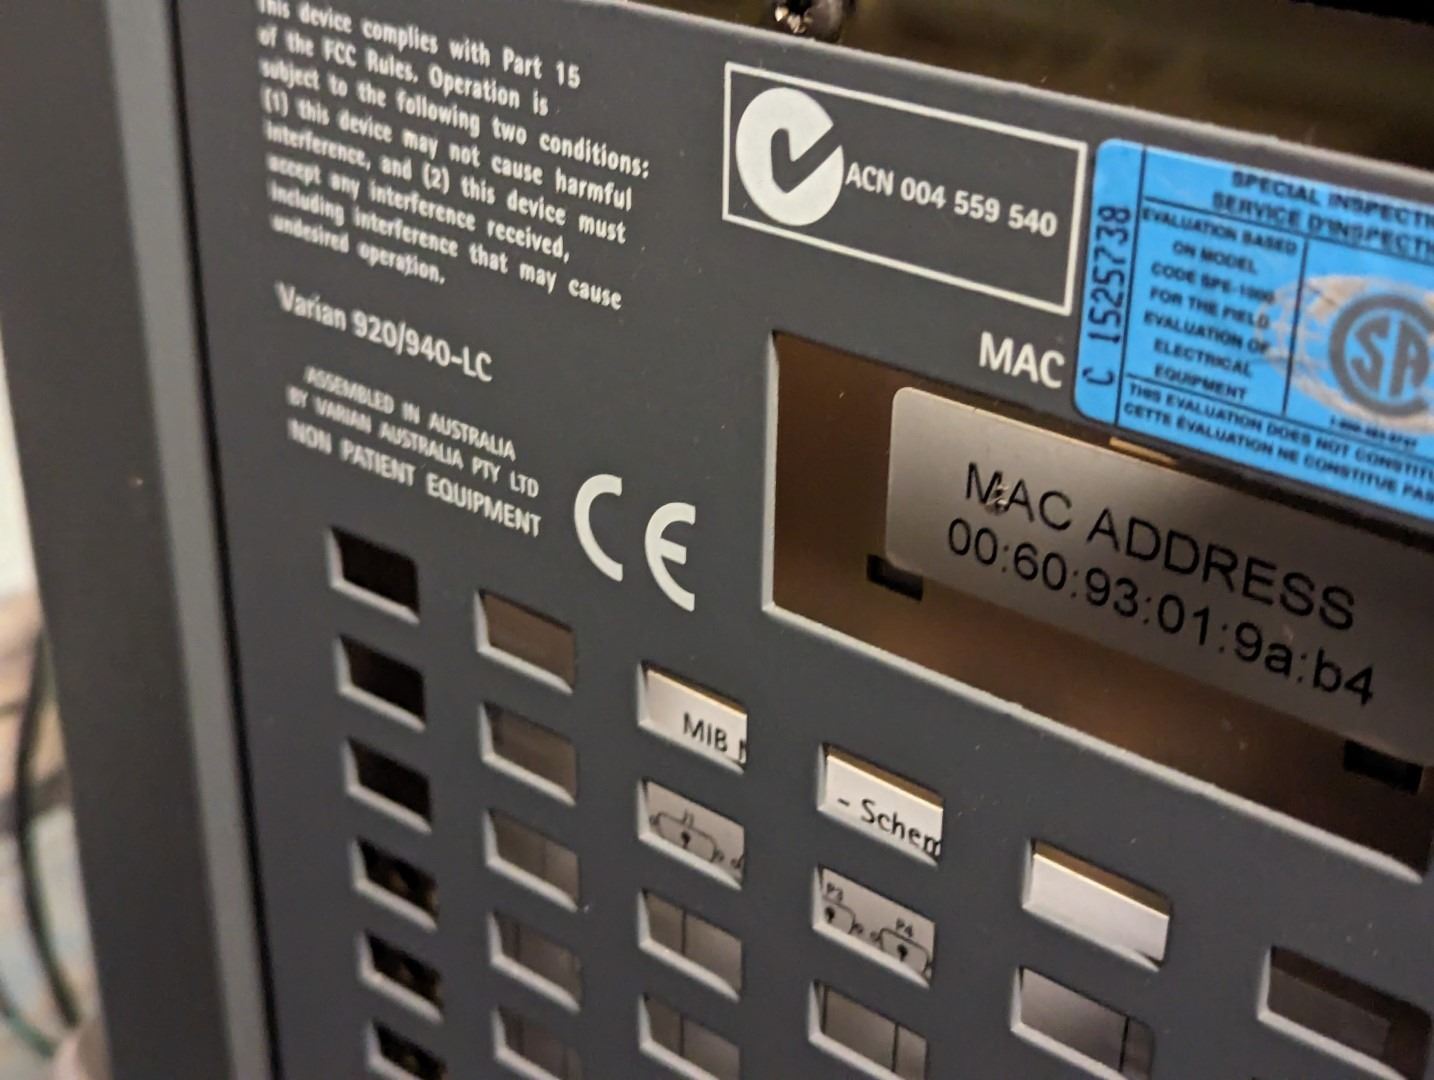 This device complies with Part 15
of the FCC Rules. Operation is
subject to the following two conditions:
(1) this device may not cause harmful
interference, and (2) this device must
accept any interference received,
including interference that may cause
undesired operation.
Varian 920/940-LC
ASSEMBLED IN AUSTRALIA
BY VARIAN AUSTRALIA PTY LTD
NON PATIENT EQUIPMENT
CE
ACN 004 559 540
MAC
C 1525738
SPECIAL INSPECTI
SERVICE D'INSPECTI
EVALUATION BASED
ON MODEL
CODE SPE-1000
FOR THE FIELD
EVALUATION OF
ELECTRICAL
EQUIPMENT
SA
THIS EVALUATION DOES NOT CONSTITU
CETTE ÉVALUATION NE CONSTITUE PAS
MAC ADDRESS
00:60:93:01:9a:b4
MIB
- Schem
J1
P3
P4